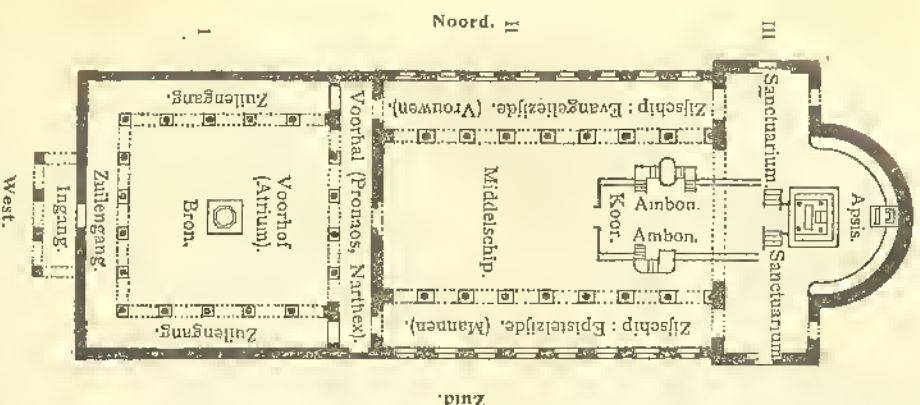 Noord.
I
II
III
Zuilengang.
Zijschip: Evangeliezijde. (Vrouwen).
Sanctuarium
West.
Ingang.
Zuilengang.
Voorhof
(Atrium).
Bron.
Voorhal (Pronaos, Narthex).
Middelschip.
Koor.
Ambon.
Ambon.
Apsis.
Sanctuarium
Zuilengang.
Zijschip: Epistelzijde. (Mannen).
Zuid.